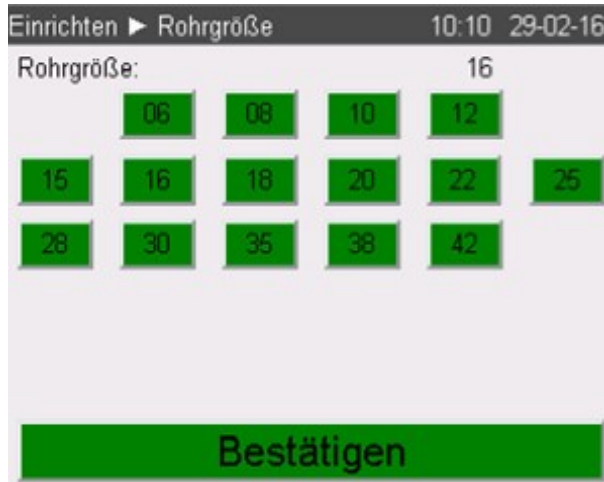 Einrichten ► Rohrgröße 10:10 29-02-16
Rohrgröße: 16
06 08 10 12
15 16 18 20 22 25
28 30 35 38 42
Bestätigen